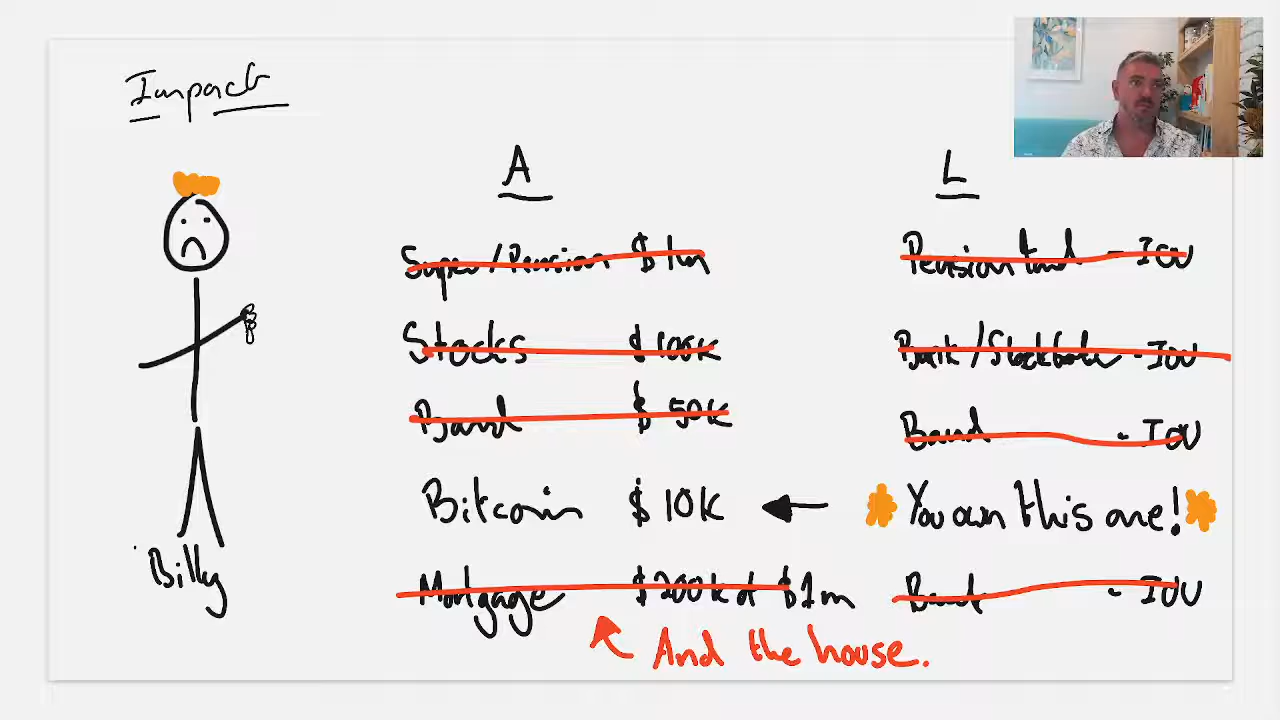 Impact
A
L
Super/Pension $1m
Pension fund - IOU
Stocks $100K
Bank/Stockbroker - IOU
Bank $50K
Bank - IOU
Bitcoin $10K
You own this one!
Mortgage $200k of $1m
Bank - IOU
And the house.
Billy